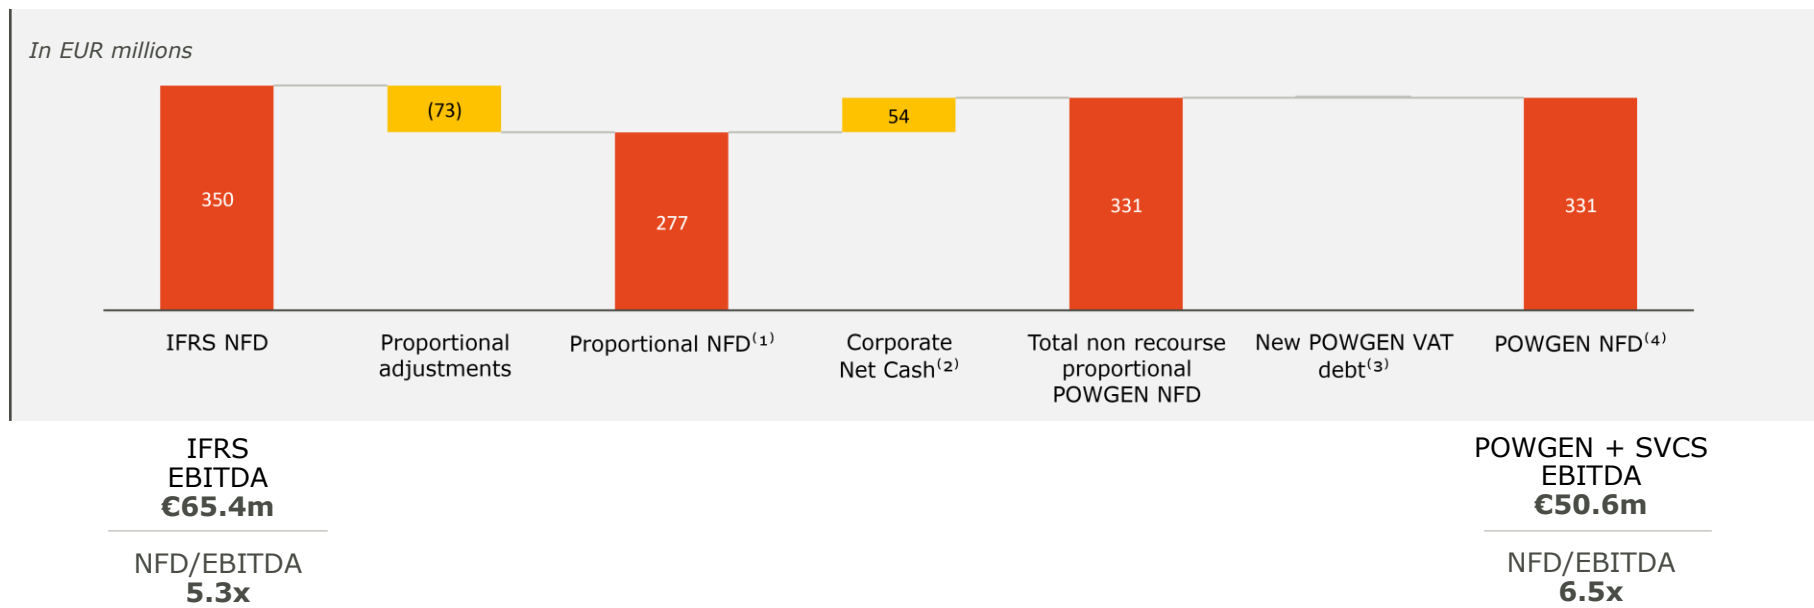 In EUR millions
350
(73)
277
54
331
331
IFRS NFD
Proportional
adjustments
Proportional NFD⁽¹⁾
Corporate
Net Cash⁽²⁾
Total non recourse
proportional
POWGEN NFD
New POWGEN VAT
debt⁽³⁾
POWGEN NFD⁽⁴⁾
IFRS
EBITDA
€65.4m
NFD/EBITDA
5.3x
POWGEN + SVCS
EBITDA
€50.6m
NFD/EBITDA
6.5x